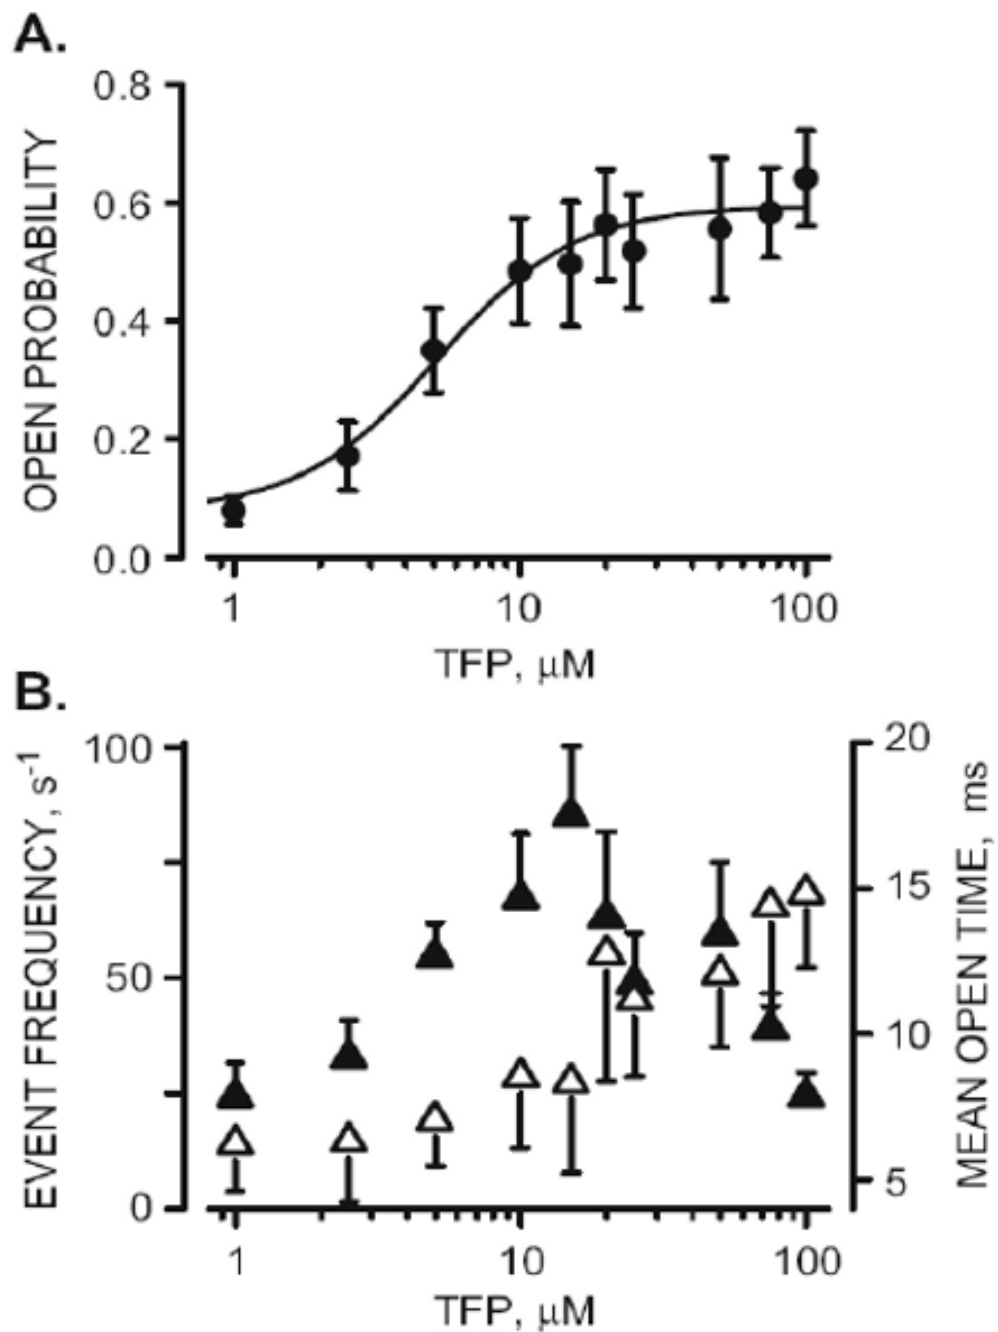 A.
OPEN PROBABILITY
0.8
0.6
0.4
0.2
0.0
1 10 100
TFP, μM
B.
EVENT FREQUENCY, s-1
100
50
0
20
15
10
5
MEAN OPEN TIME, ms
1 10 100
TFP, μM